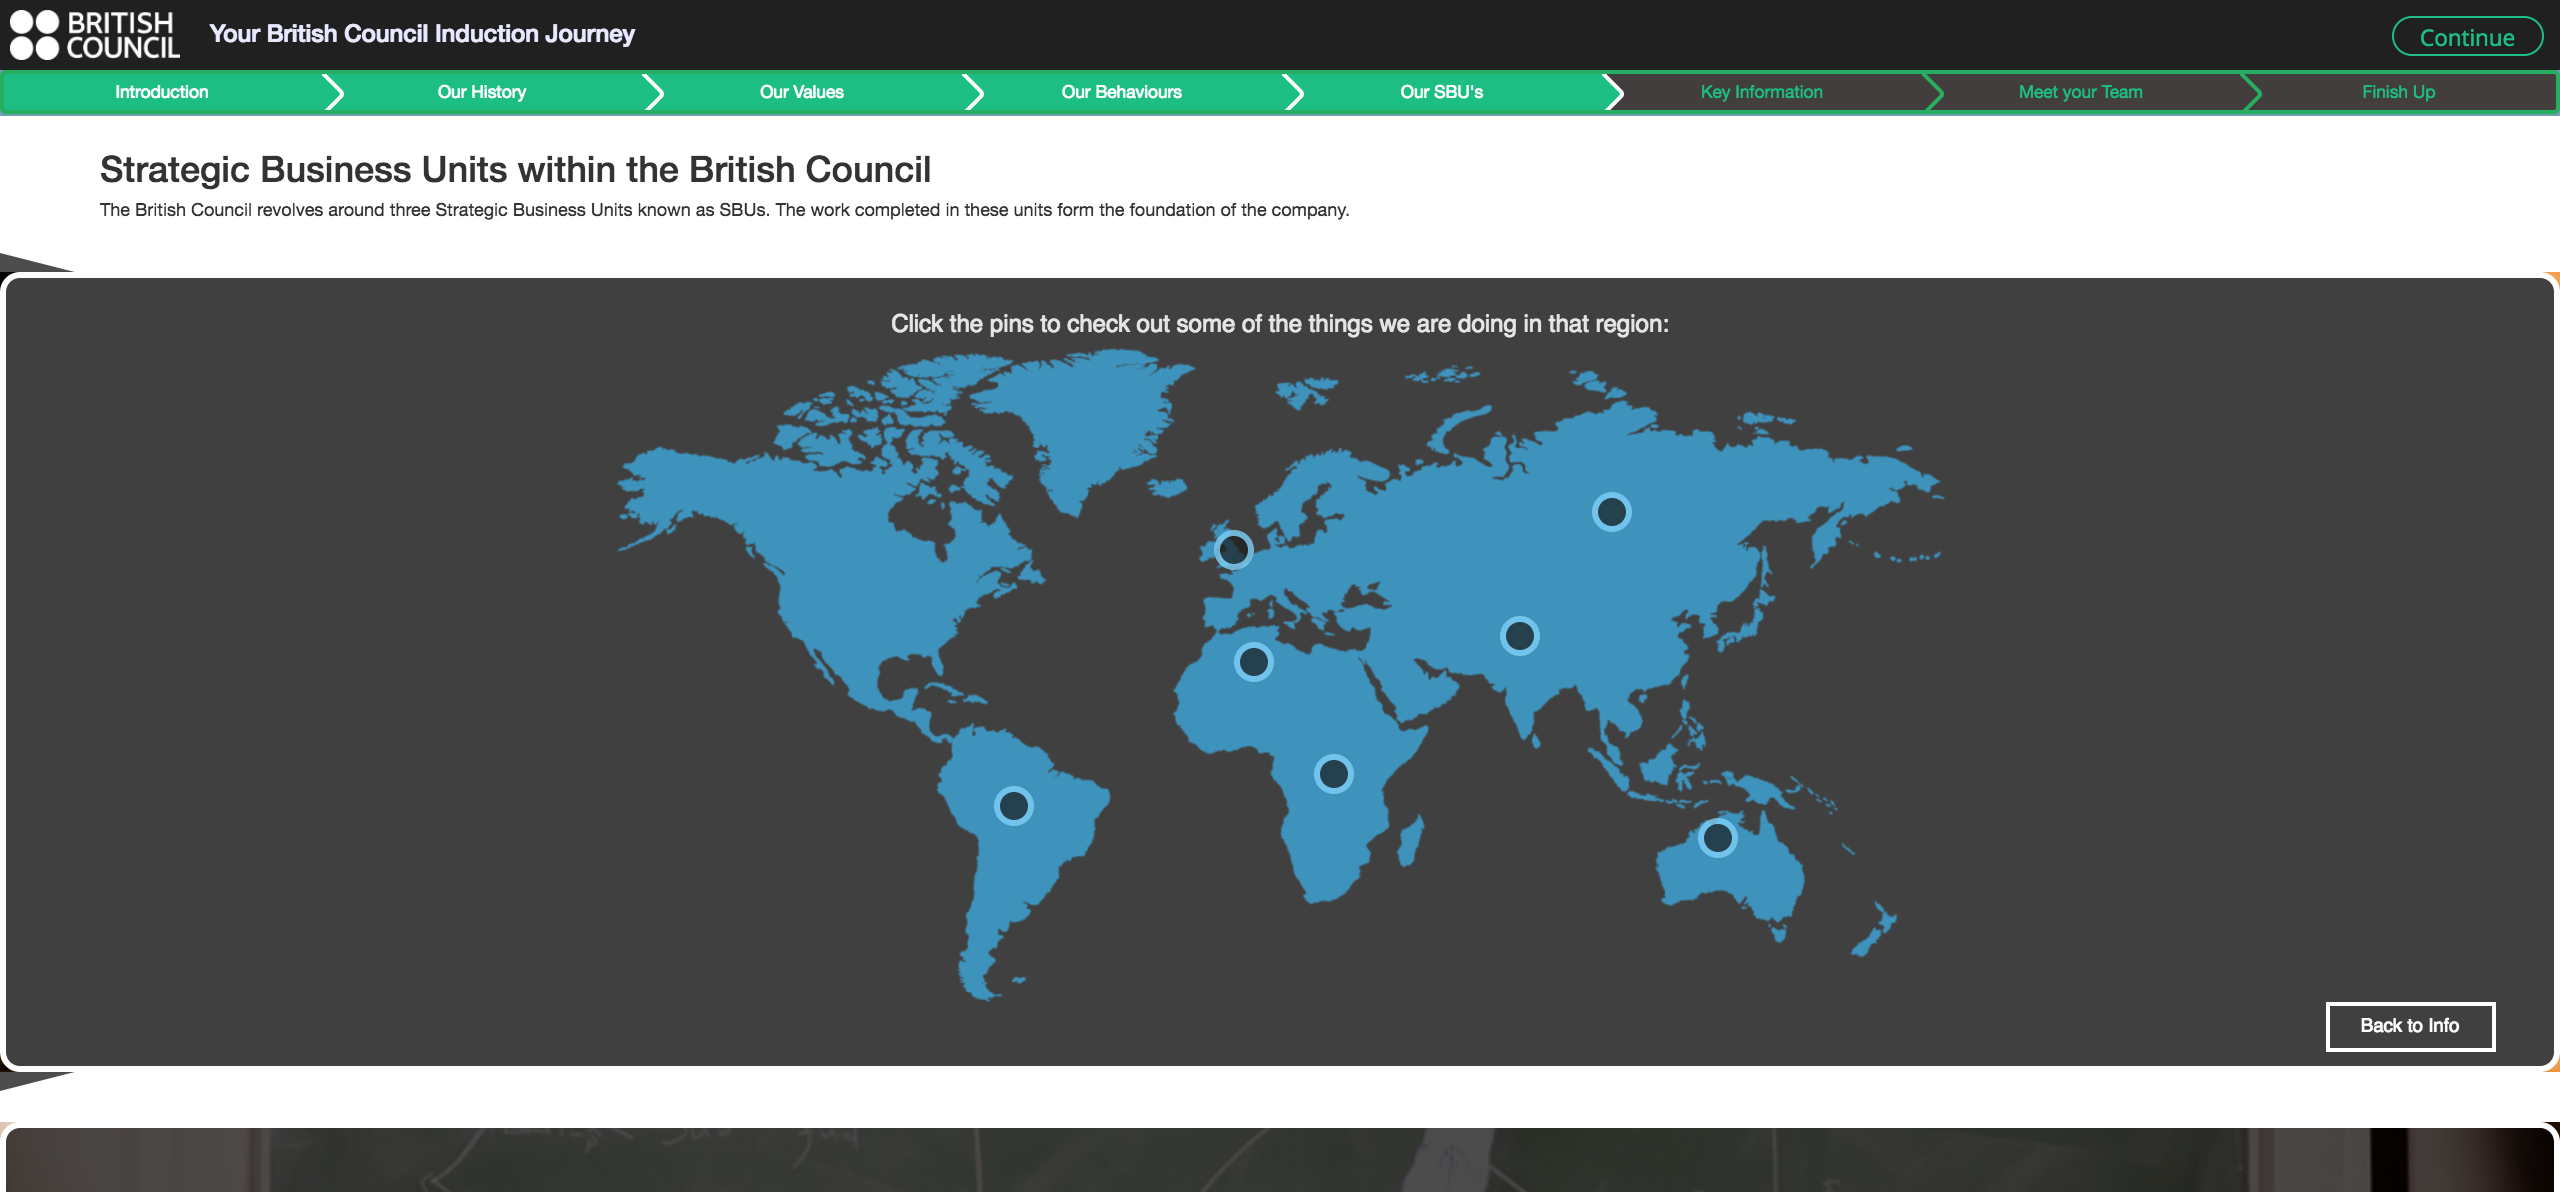 BRITISH
COUNCIL
Your British Council Induction Journey
Continue
Introduction
Our History
Our Values
Our Behaviours
Our SBU's
Key Information
Meet your Team
Finish Up
Strategic Business Units within the British Council
The British Council revolves around three Strategic Business Units known as SBUs. The work completed in these units form the foundation of the company.
Click the pins to check out some of the things we are doing in that region:
Back to Info